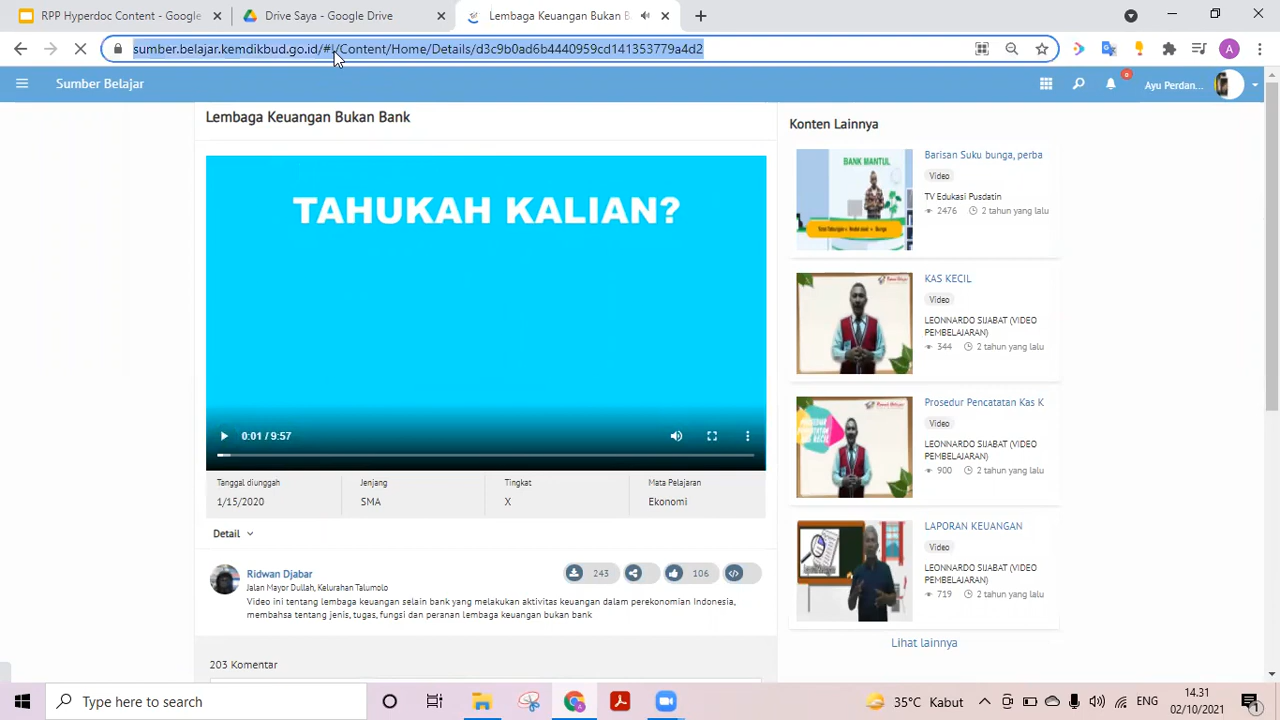 RPP Hyperdoc Content - Google
Drive Saya - Google Drive
Lembaga Keuangan Bukan B
sumber.belajar.kemdikbud.go.id/#!/Content/Home/Details/d3c9b0ad6b4440959cd141353779a4d2
A
Sumber Belajar
0
Ayu Perdan...
Lembaga Keuangan Bukan Bank
TAHUKAH KALIAN?
0:01 / 9:57
Tanggal diunggah
Jenjang
Tingkat
Mata Pelajaran
1/15/2020
SMA
X
Ekonomi
Detail
Ridwan Djabar
243
106
Jalan Mayor Dullah, Kelurahan Talumolo
Video ini tentang lembaga keuangan selain bank yang melakukan aktivitas keuangan dalam perekonomian Indonesia,
membahsa tentang jenis, tugas, fungsi dan peranan lembaga keuangan bukan bank
203 Komentar
Konten Lainnya
BANK MANTUL
Barisan Suku bunga, perba
Video
TV Edukasi Pusdatin
2476
2 tahun yang lalu
KAS KECIL
Video
LEONNARDO SIJABAT (VIDEO
PEMBELAJARAN)
344
2 tahun yang lalu
Prosedur Pencatatan Kas K
Video
LEONNARDO SIJABAT (VIDEO
PEMBELAJARAN)
900
2 tahun yang lalu
LAPORAN KEUANGAN
Video
LEONNARDO SIJABAT (VIDEO
PEMBELAJARAN)
719
2 tahun yang lalu
Lihat lainnya
Type here to search
35°C Kabut
ENG
14.31
02/10/2021
1